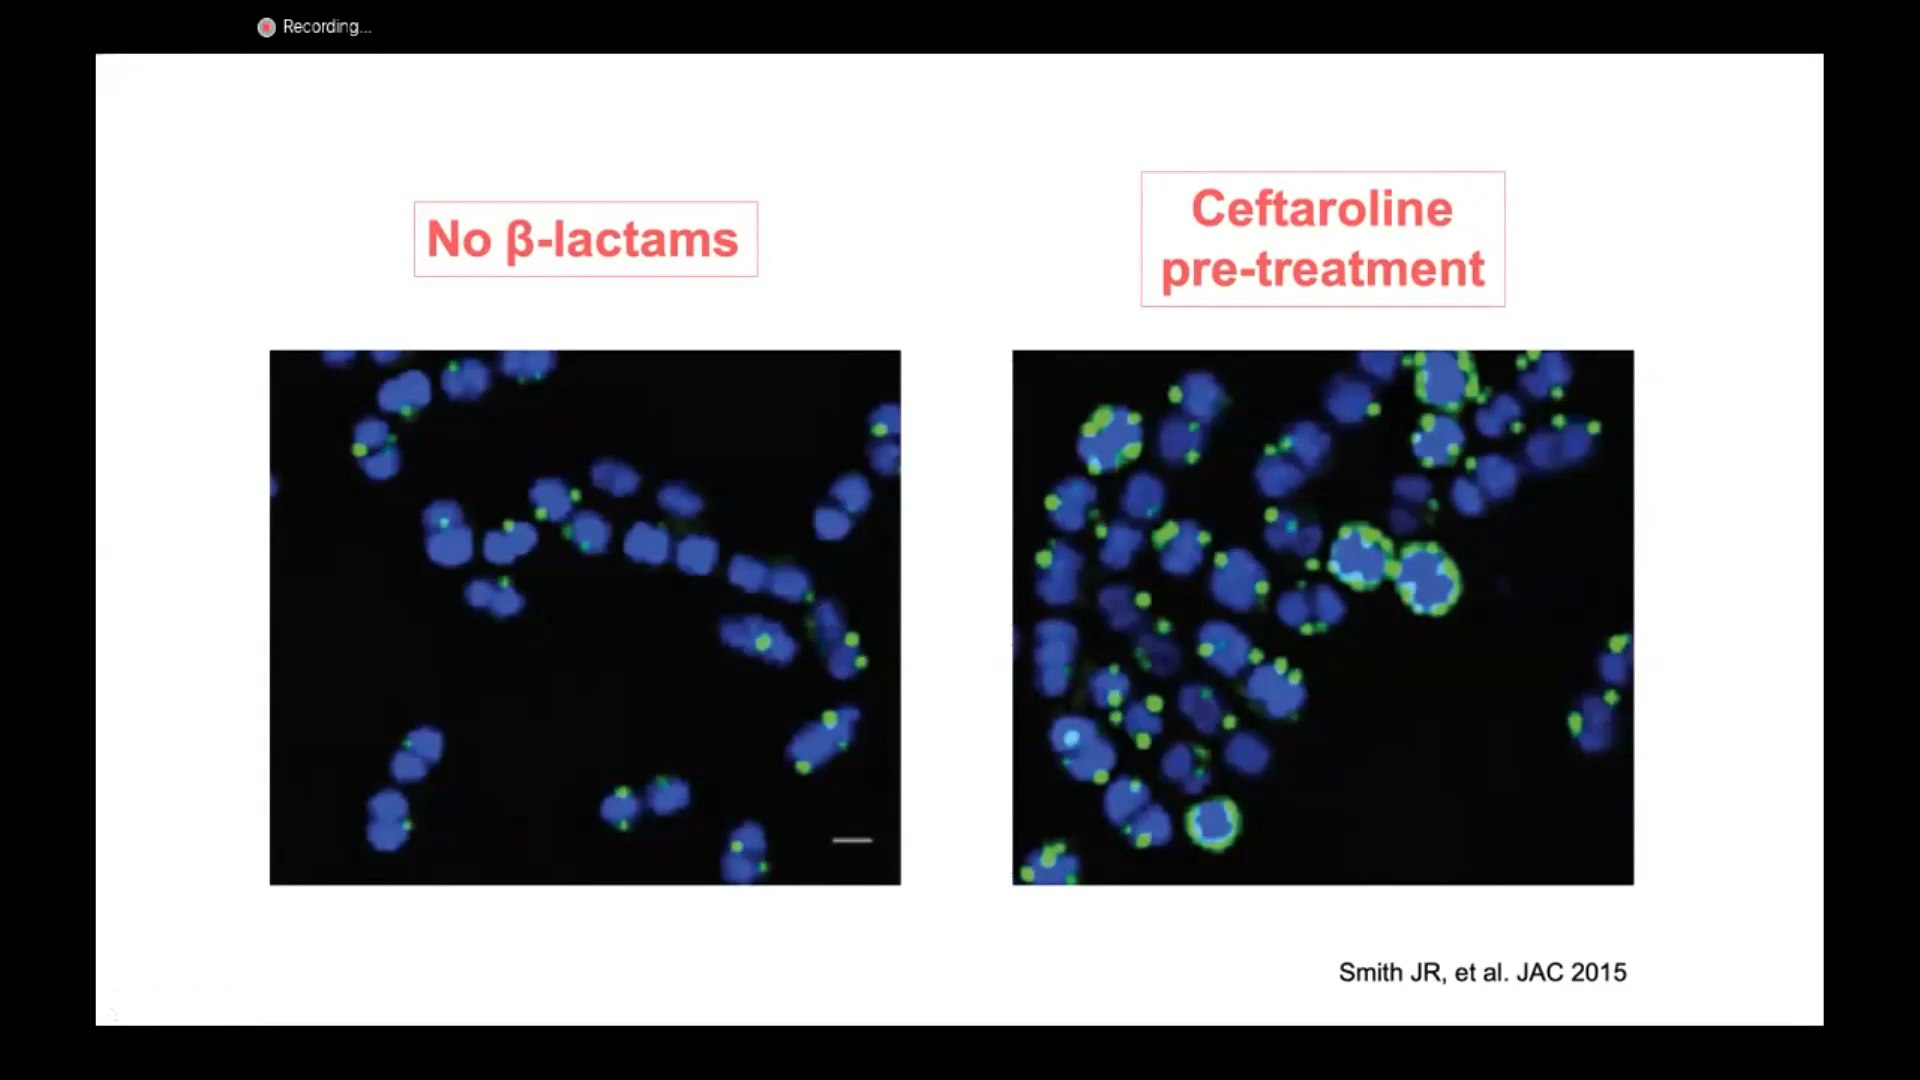 Recording...
No β-lactams
Ceftaroline
pre-treatment
Smith JR, et al. JAC 2015